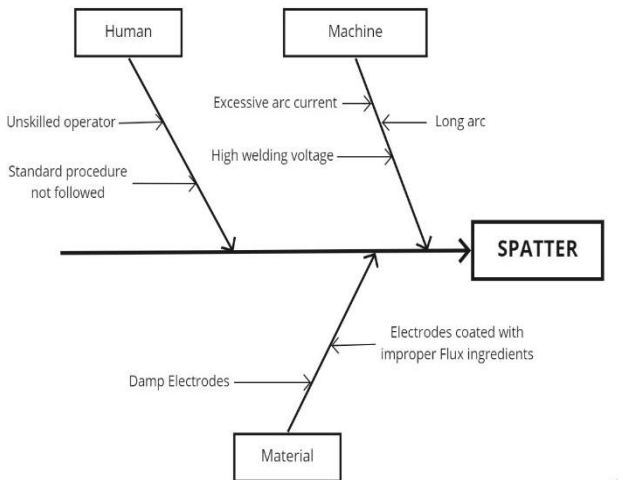 Human
Machine
Excessive arc current
Unskilled operator
Long arc
High welding voltage
Standard procedure
not followed
SPATTER
Electrodes coated with
improper Flux ingredients
Damp Electrodes
Material